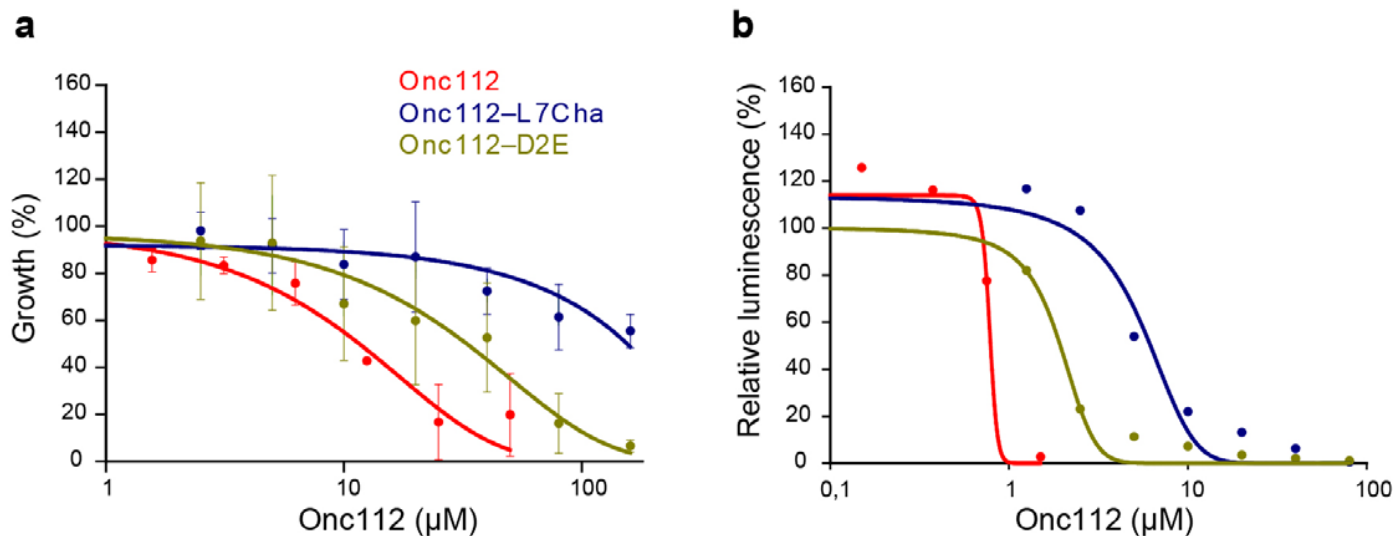 a
160
140
120
100
80
60
40
20
0
Growth (%)
Onc112
Onc112–L7Cha
Onc112–D2E
1
10
100
Onc112 (µM)
b
160
140
120
100
80
60
40
20
0
Relative luminescence (%)
0,1
1
10
100
Onc112 (µM)